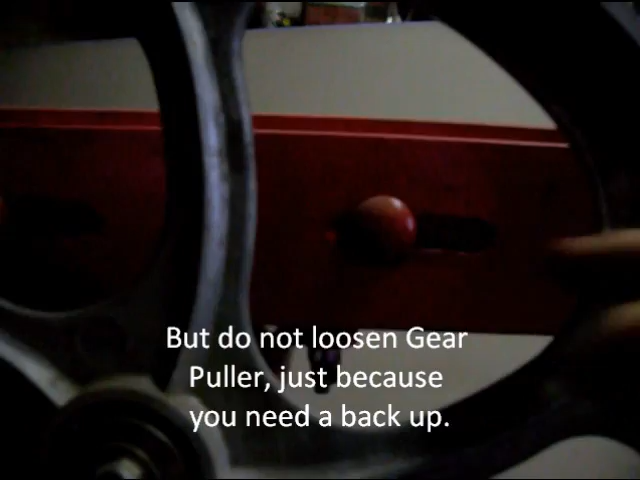 But do not loosen Gear
Puller, just because
you need a back up.